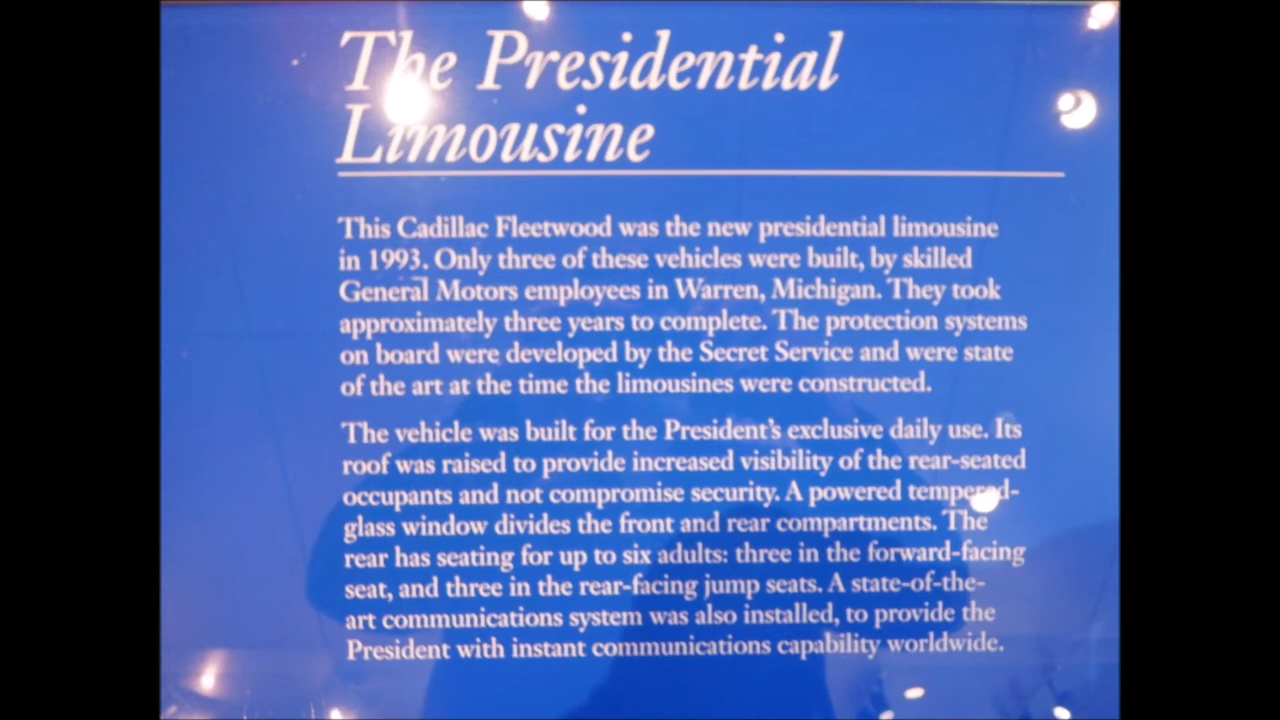 The Presidential
Limousine
This Cadillac Fleetwood was the new presidential limousine
in 1993. Only three of these vehicles were built, by skilled
General Motors employees in Warren, Michigan. They took
approximately three years to complete. The protection systems
on board were developed by the Secret Service and were state
of the art at the time the limousines were constructed.
The vehicle was built for the President's exclusive daily use. Its
roof was raised to provide increased visibility of the rear-seated
occupants and not compromise security. A powered tempered-
glass window divides the front and rear compartments. The
rear has seating for up to six adults: three in the forward-facing
seat, and three in the rear-facing jump seats. A state-of-the-
art communications system was also installed, to provide the
President with instant communications capability worldwide.